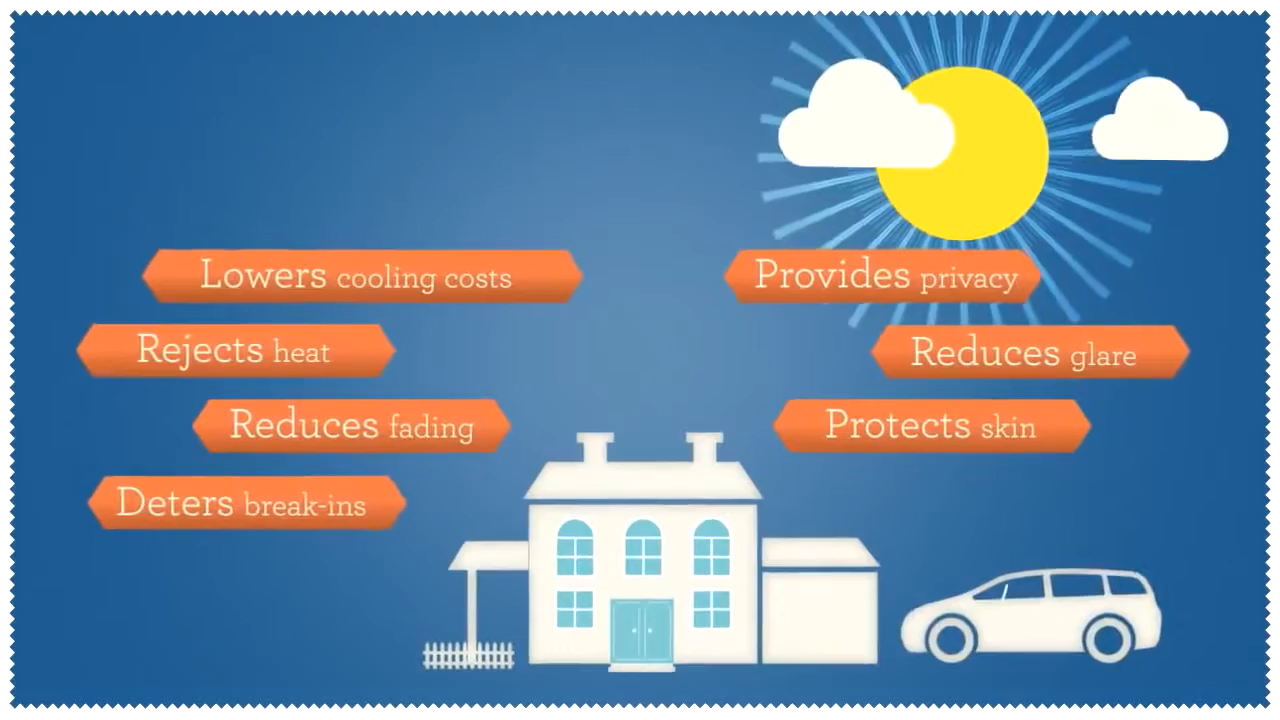 Lowers cooling costs
Rejects heat
Reduces fading
Deters break-ins
Provides privacy
Reduces glare
Protects skin